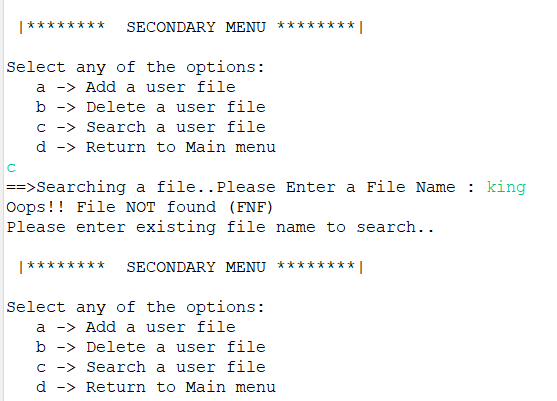 |******** SECONDARY MENU ********|
Select any of the options:
a -> Add a user file
b -> Delete a user file
c -> Search a user file
d -> Return to Main menu
c
==>Searching a file..Please Enter a File Name : king
Oops!! File NOT found (FNF)
Please enter existing file name to search..
|******** SECONDARY MENU ********|
Select any of the options:
a -> Add a user file
b -> Delete a user file
c -> Search a user file
d -> Return to Main menu